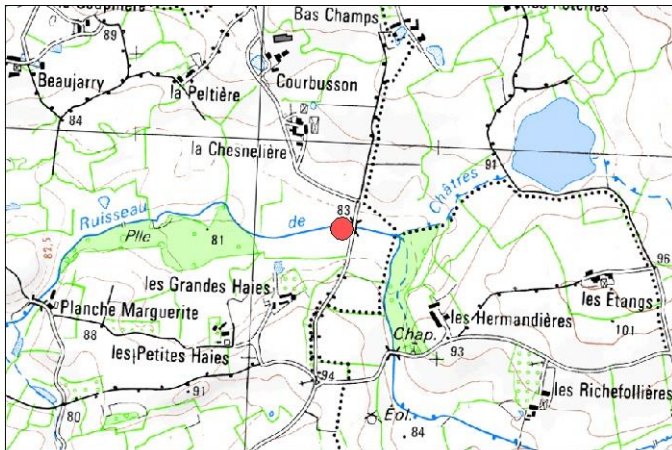 Bas Champs
89
Beaujarry
la Peltière
Courbusson
84
la Chesnelière
91
Ruisseau de Châtres
83
Plle
81
82,5
96
les Grandes Haies
les Etangs
Planche Marguerite
les Hermandières
101
88
Chap.
les Petites Haies
93
94
91
les Richefollières
80
Éol.
84